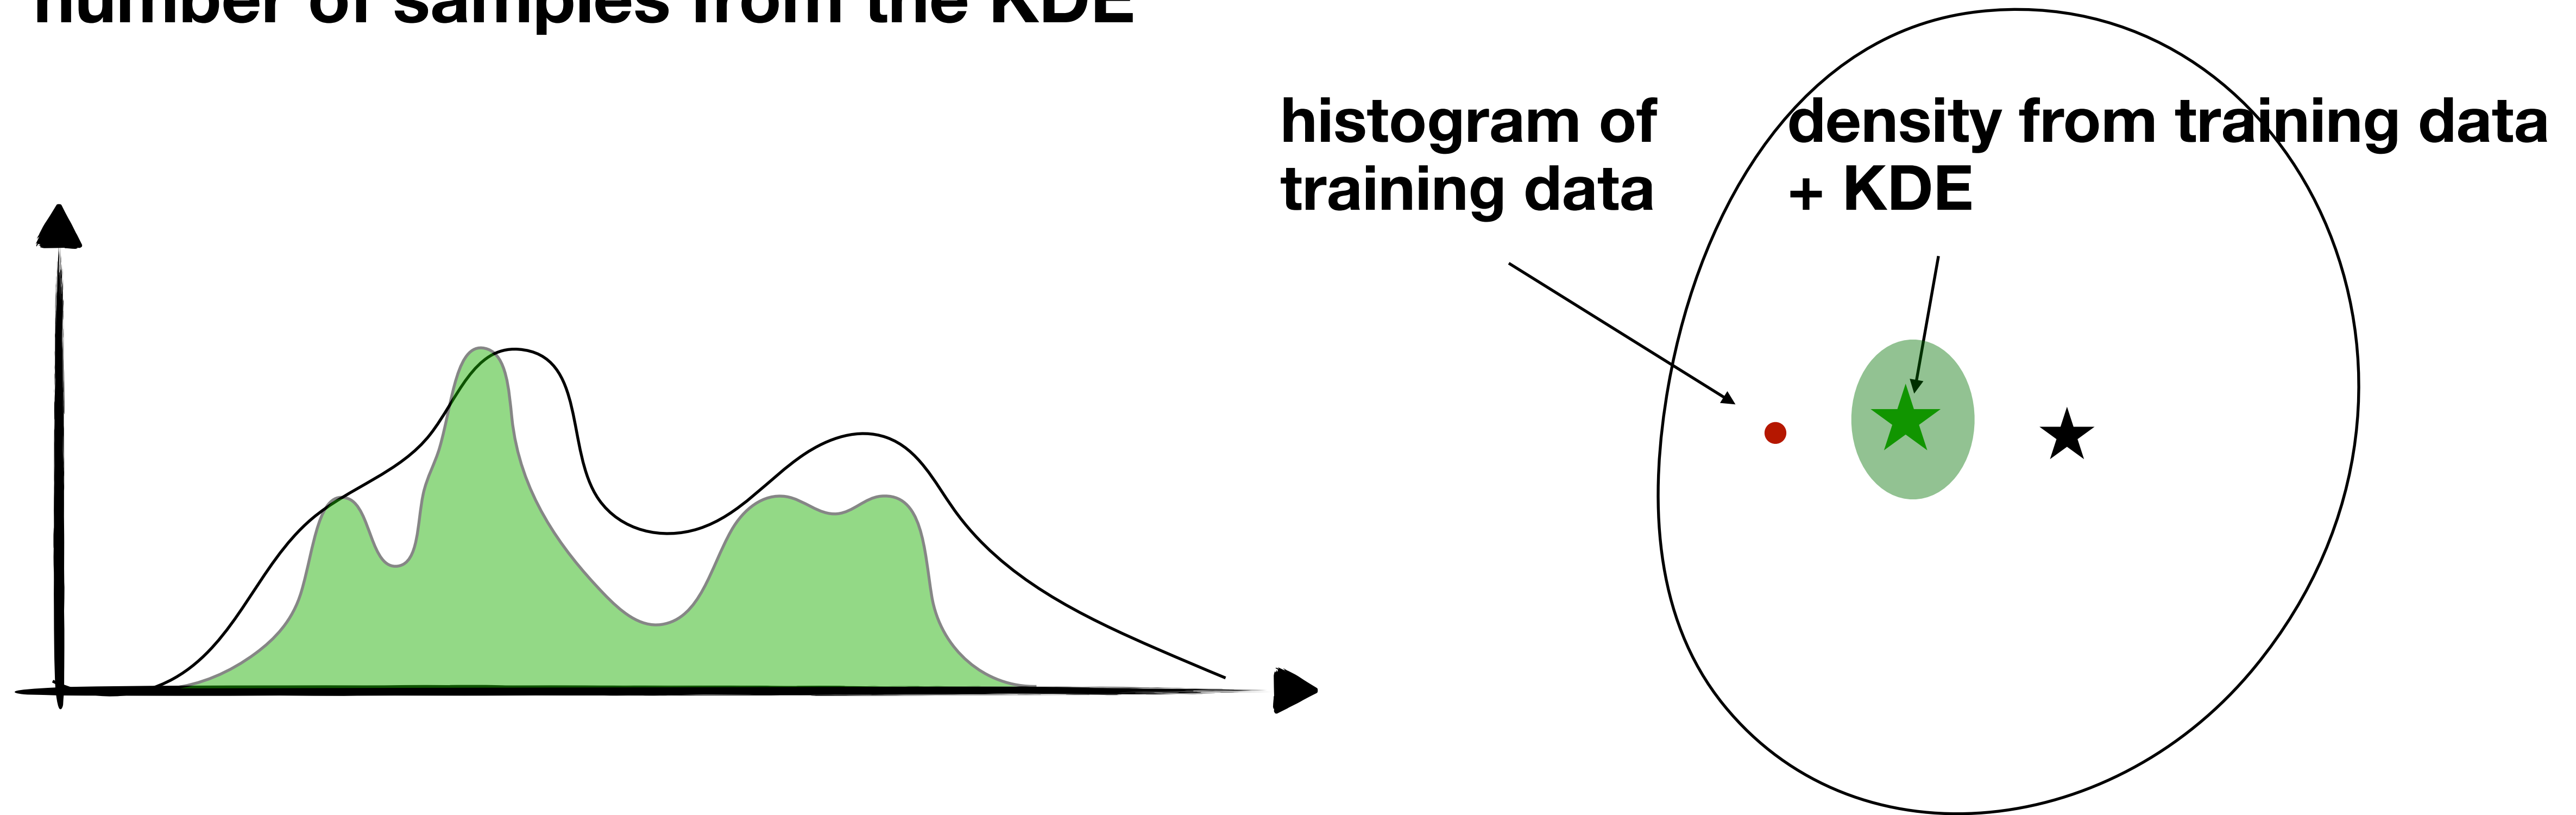 number of samples from the KDE
histogram of
training data
density from training data
+ KDE